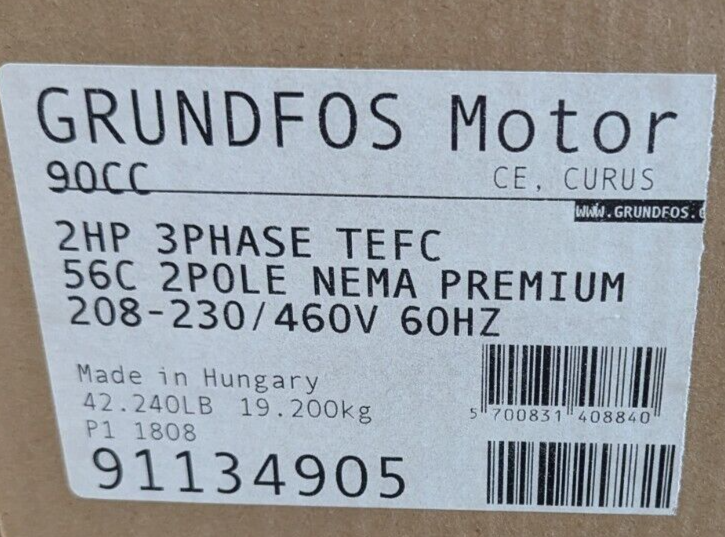 GRUNDFOS Motor
90CC
CE, CURUS
WWW.GRUNDFOS.
2HP 3PHASE TEFC
56C 2POLE NEMA PREMIUM
208-230/460V 60HZ
Made in Hungary
42.240LB 19.200kg
P1 1808
5 700831 408840
91134905